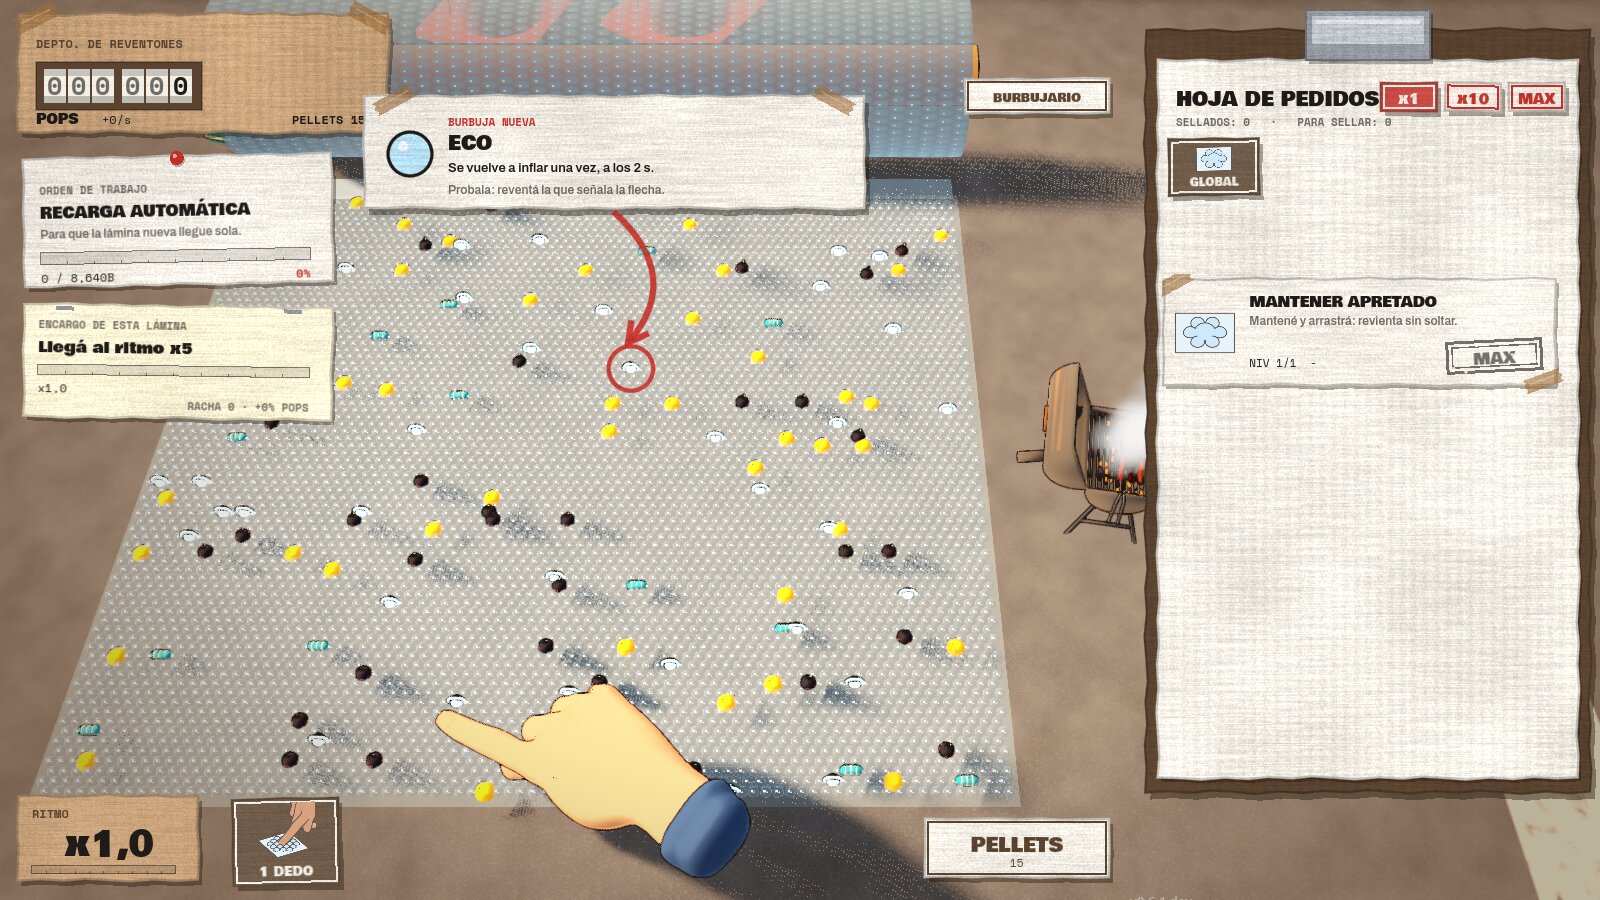 DEPTO. DE REVENTONES
000000
POPS +0/s PELLETS 15
ORDEN DE TRABAJO
RECARGA AUTOMÁTICA
Para que la lámina nueva llegue sola.
0 / 8.640B 0%
ENCARGO DE ESTA LÁMINA
Llegá al ritmo x5
x1.0
RACHA 0 · +0% POPS
BURBUJA NUEVA
ECO
Se vuelve a inflar una vez, a los 2 s.
Probala: reventá la que señala la flecha.
BURBUJARIO
HOJA DE PEDIDOS x1 x10 MAX
SELLADOS: 0 · PARA SELLAR: 0
GLOBAL
MANTENER APRETADO
Mantené y arrastrá: revienta sin soltar.
NIV 1/1 - MAX
RITMO
x1,0
1 DEDO
PELLETS
15